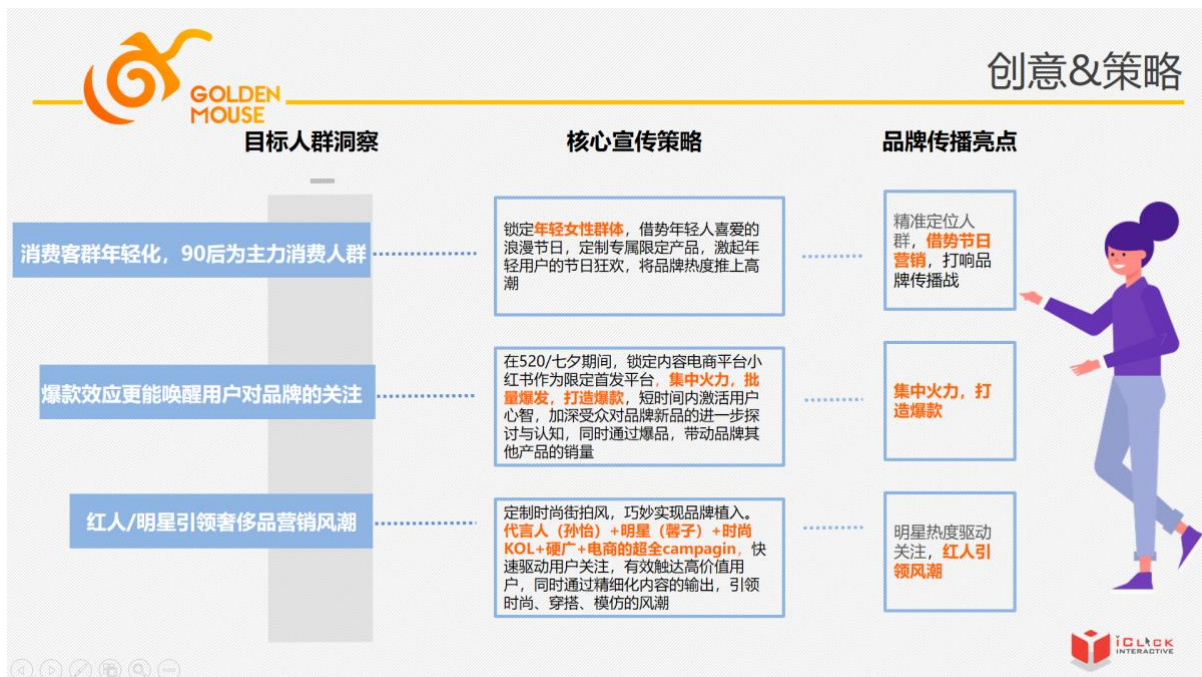 GOLDEN
MOUSE
创意&策略
目标人群洞察
核心宣传策略
品牌传播亮点
消费客群年轻化，90后为主力消费人群
锁定年轻女性群体，借势年轻人喜爱的
浪漫节日，定制专属限定产品，激起年
轻用户的节日狂欢，将品牌热度推上高
潮
精准定位人
群，借势节日
营销，打响品
牌传播战
爆款效应更能唤醒用户对品牌的关注
在520/七夕期间，锁定内容电商平台小
红书作为限定首发平台，集中火力，批
量爆发，打造爆款，短时间内激活用户
心智，加深受众对品牌新品的进一步探
讨与认知，同时通过爆品，带动品牌其
他产品的销量
集中火力，打
造爆款
红人/明星引领奢侈品营销风潮
定制时尚街拍风，巧妙实现品牌植入。
代言人（孙怡）+明星（馨子）+时尚
KOL+硬广+电商的超全campagin，快
速驱动用户关注，有效触达高价值用
户，同时通过精细化内容的输出，引领
时尚、穿搭、模仿的风潮
明星热度驱动
关注，红人引
领风潮
iCLICK
INTERACTIVE